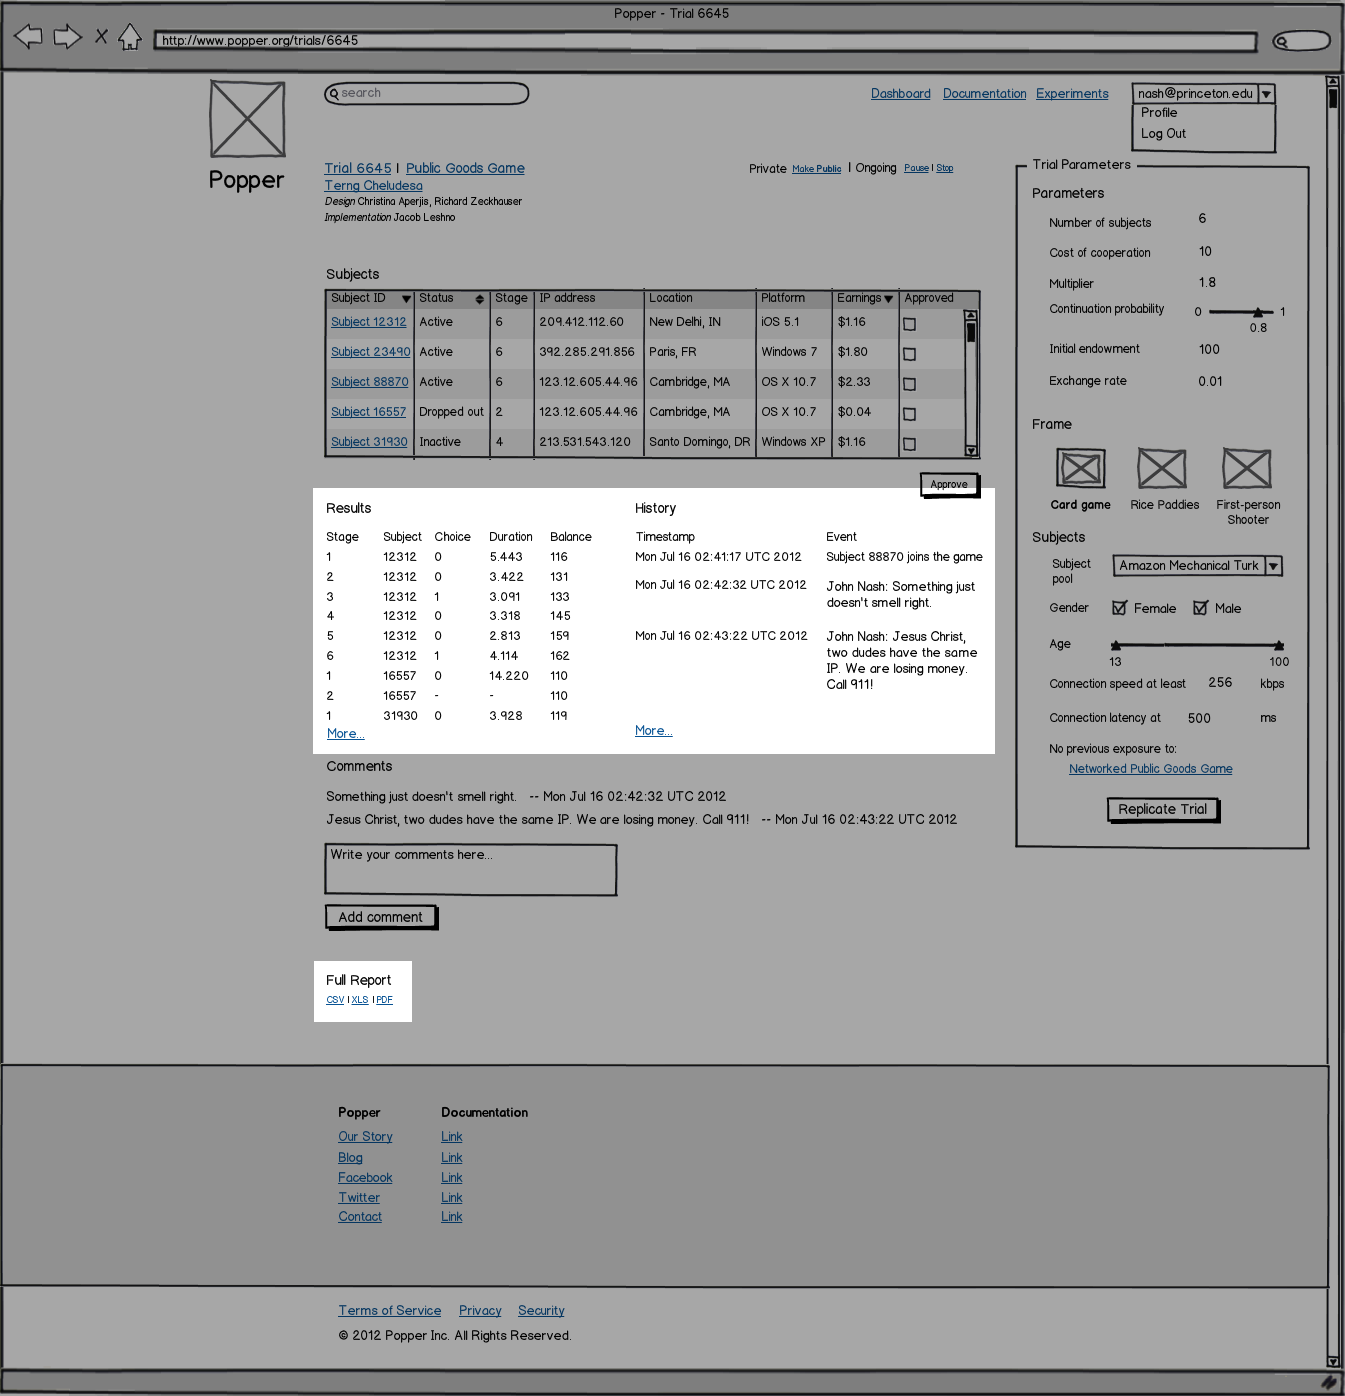 Popper - Trial 6645
http://www.popper.org/trials/6645
search
Dashboard Documentation Experiments
nash@princeton.edu
Profile
Log Out
Popper
Trial 6645 | Public Goods Game
Terng Cheludesa
Design Christina Aperjis, Richard Zeckhauser
Implementation Jacob Leshno
Private Make Public | Ongoing Pause | Stop
Subjects
Subject ID Status Stage IP address Location Platform Earnings Approved
Subject 12312 Active 6 209.412.112.60 New Delhi, IN iOS 5.1 $1.16
Subject 23490 Active 6 392.285.291.856 Paris, FR Windows 7 $1.80
Subject 88870 Active 6 123.12.605.44.96 Cambridge, MA OS X 10.7 $2.33
Subject 16557 Dropped out 2 123.12.605.44.96 Cambridge, MA OS X 10.7 $0.04
Subject 31930 Inactive 4 213.531.543.120 Santo Domingo, DR Windows XP $1.16
Approve
Results
Stage Subject Choice Duration Balance
1 12312 0 5.443 116
2 12312 0 3.422 131
3 12312 1 3.091 133
4 12312 0 3.318 145
5 12312 0 2.813 159
6 12312 1 4.114 162
1 16557 0 14.220 110
2 16557 - - 110
1 31930 0 3.928 119
More...
History
Timestamp Event
Mon Jul 16 02:41:17 UTC 2012 Subject 88870 joins the game
Mon Jul 16 02:42:32 UTC 2012 John Nash: Something just
doesn't smell right.
Mon Jul 16 02:43:22 UTC 2012 John Nash: Jesus Christ,
two dudes have the same
IP. We are losing money.
Call 911!
More...
Comments
Something just doesn't smell right. -- Mon Jul 16 02:42:32 UTC 2012
Jesus Christ, two dudes have the same IP. We are losing money. Call 911! -- Mon Jul 16 02:43:22 UTC 2012
Write your comments here...
Add comment
Full Report
CSV | XLS | PDF
Trial Parameters
Parameters
Number of subjects 6
Cost of cooperation 10
Multiplier 1.8
Continuation probability 0 1
0.8
Initial endowment 100
Exchange rate 0.01
Frame
Card game Rice Paddies First-person
Shooter
Subjects
Subject
pool
Amazon Mechanical Turk
Gender Female Male
Age
13 100
Connection speed at least 256 kbps
Connection latency at 500 ms
No previous exposure to:
Networked Public Goods Game
Replicate Trial
Popper Documentation
Our Story Link
Blog Link
Facebook Link
Twitter Link
Contact Link
Terms of Service Privacy Security
© 2012 Popper Inc. All Rights Reserved.